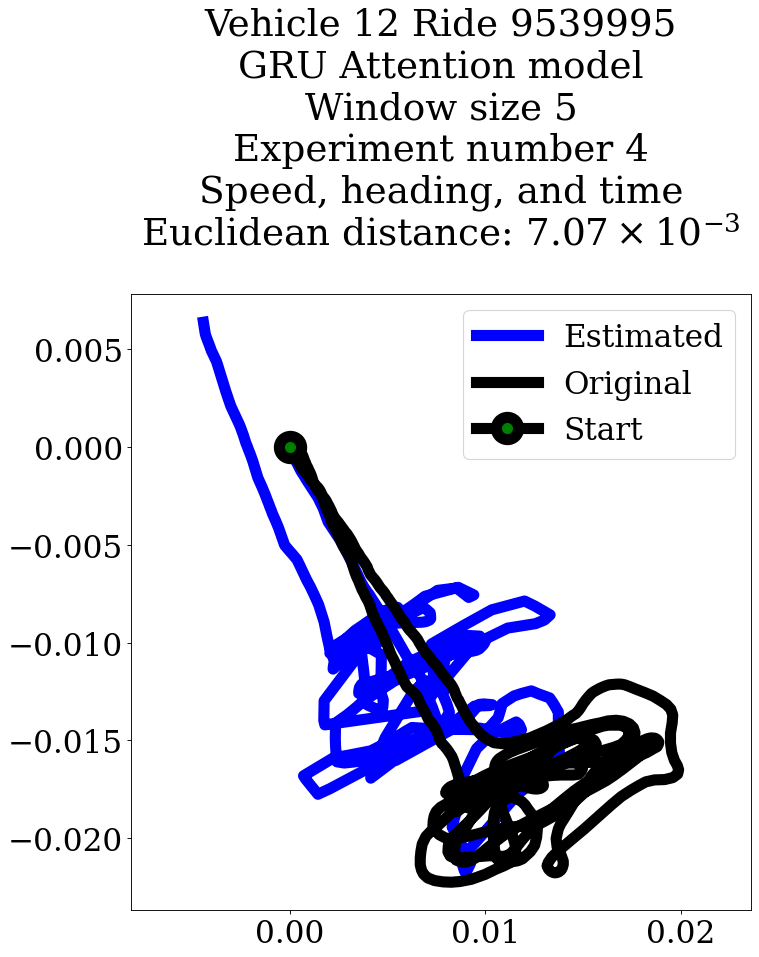 Vehicle 12 Ride 9539995
GRU Attention model
Window size 5
Experiment number 4
Speed, heading, and time
Euclidean distance: 7.07 × 10⁻³
Estimated
Original
Start
0.005
0.000
−0.005
−0.010
−0.015
−0.020
0.00 0.01 0.02